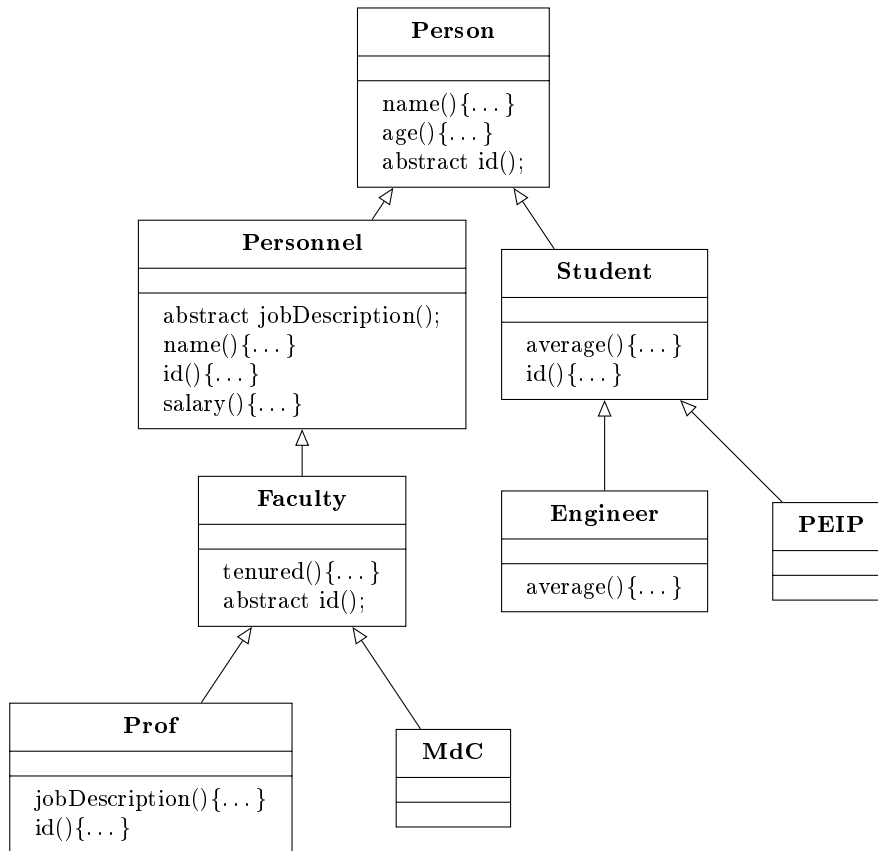 Person
name(){...}
age(){...}
abstract id();
Personnel
abstract jobDescription();
name(){...}
id(){...}
salary(){...}
Student
average(){...}
id(){...}
Faculty
tenured(){...}
abstract id();
Engineer
average(){...}
PEIP
Prof
jobDescription(){...}
id(){...}
MdC